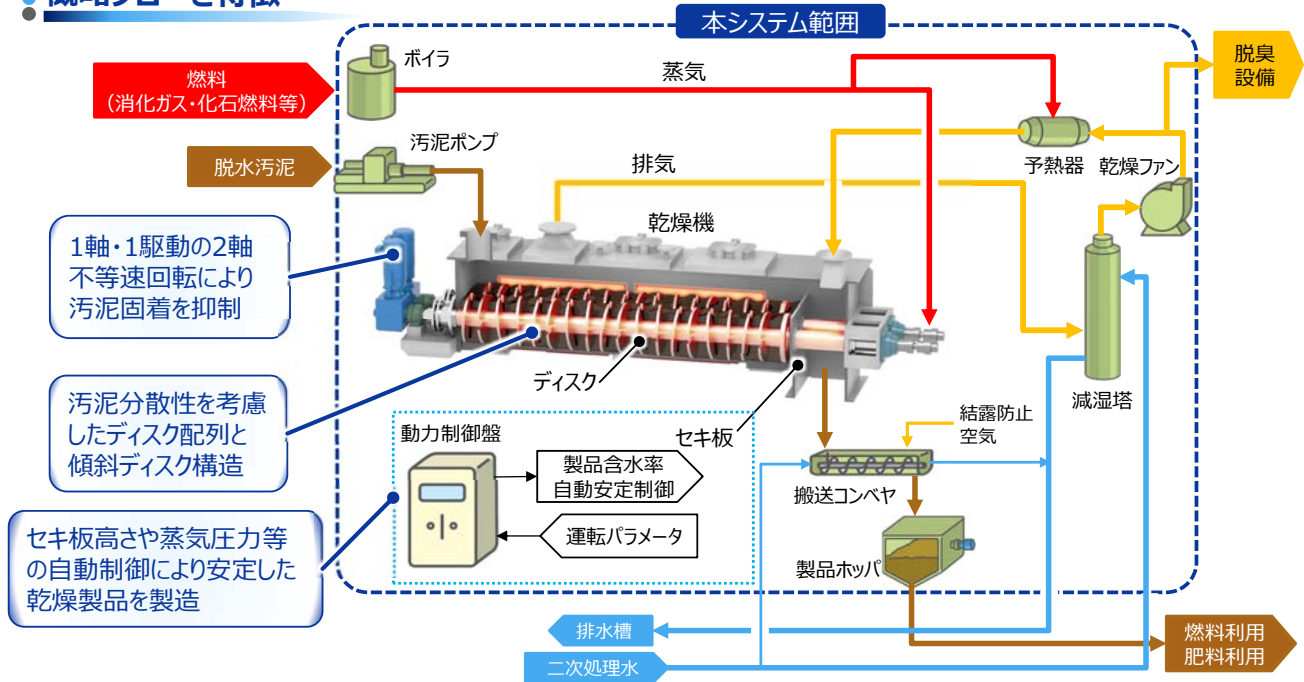 概略フローと特徴
本システム範囲
ボイラ
燃料
（消化ガス・化石燃料等）
蒸気
脱臭
設備
汚泥ポンプ
脱水汚泥
予熱器
乾燥ファン
排気
乾燥機
1軸・1駆動の2軸
不等速回転により
汚泥固着を抑制
ディスク
減湿塔
汚泥分散性を考慮
したディスク配列と
傾斜ディスク構造
セキ板
結露防止
空気
動力制御盤
製品含水率
自動安定制御
搬送コンベヤ
運転パラメータ
セキ板高さや蒸気圧力等
の自動制御により安定した
乾燥製品を製造
製品ホッパ
排水槽
二次処理水
燃料利用
肥料利用